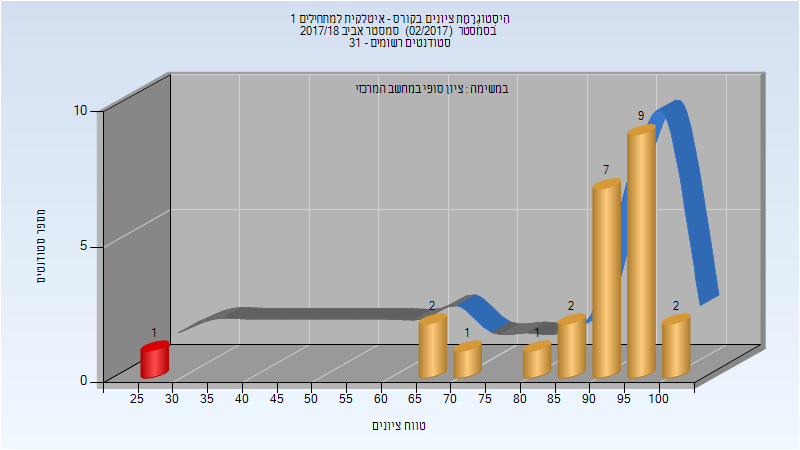 היסטוגרמת ציונים בקורס - איטלקית למתחילים 1
בסמסטר (02/2017) סמסטר אביב 2017/18
סטודנטים רשומים - 31
במשימה : ציון סופי במחשב המרכזי
מספר סטודנטים
10
5
0
1
2
1
1
2
7
9
2
25 30 35 40 45 50 55 60 65 70 75 80 85 90 95 100
טווח ציונים